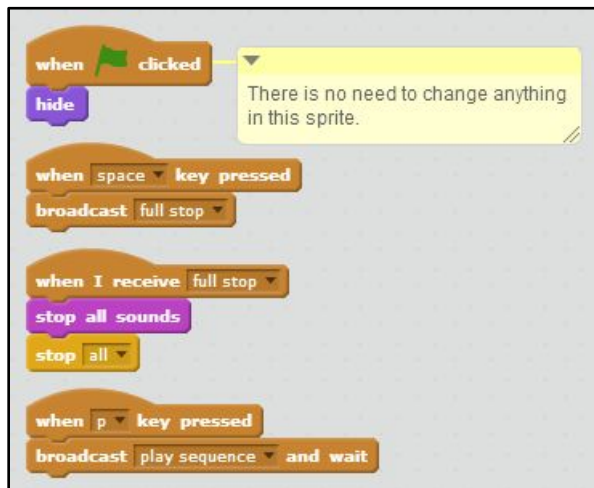 when clicked
hide
There is no need to change anything
in this sprite.
when space key pressed
broadcast full stop
when I receive full stop
stop all sounds
stop all
when p key pressed
broadcast play sequence and wait